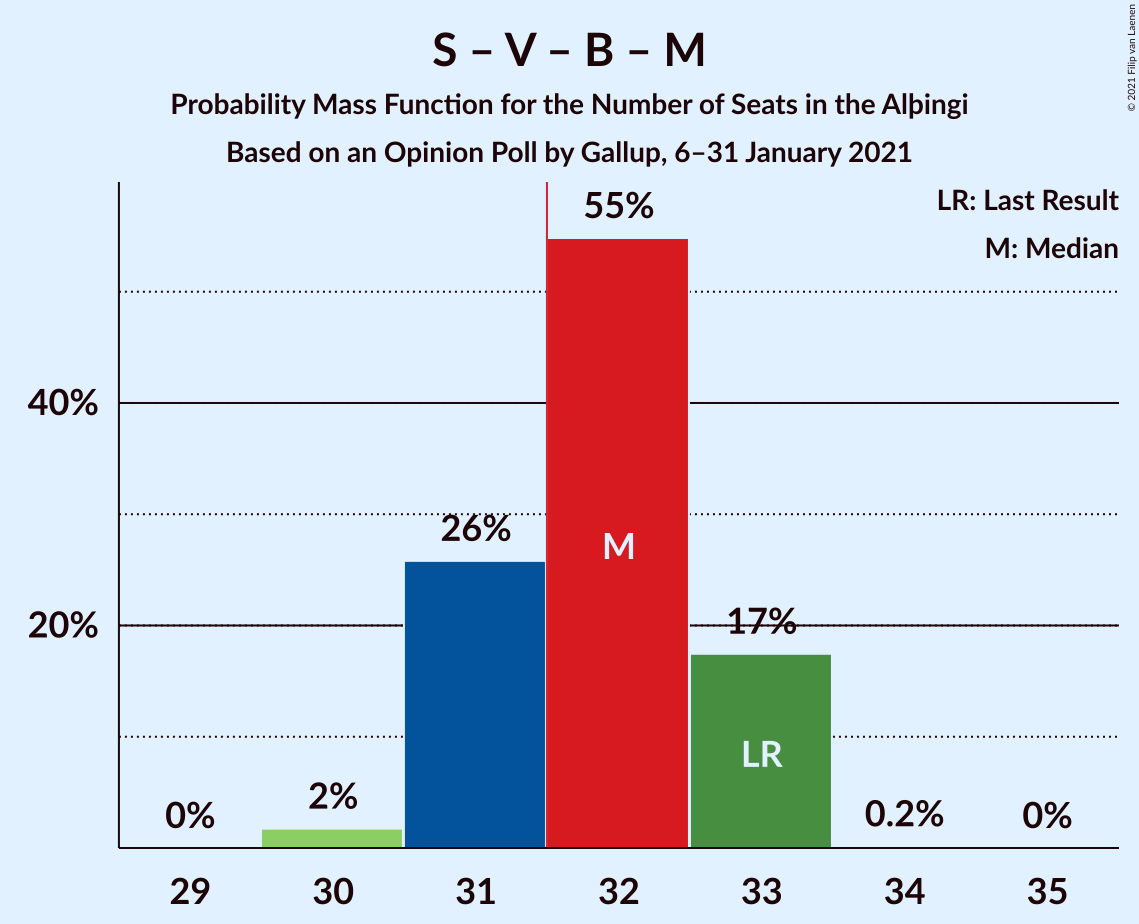 S – V – B – M
Probability Mass Function for the Number of Seats in the Alþingi
Based on an Opinion Poll by Gallup, 6–31 January 2021
© 2021 Filip van Laenen
LR: Last Result
M: Median
55%
40%
26%
M
20%
17%
LR
0%
2%
0.2%
0%
29 30 31 32 33 34 35